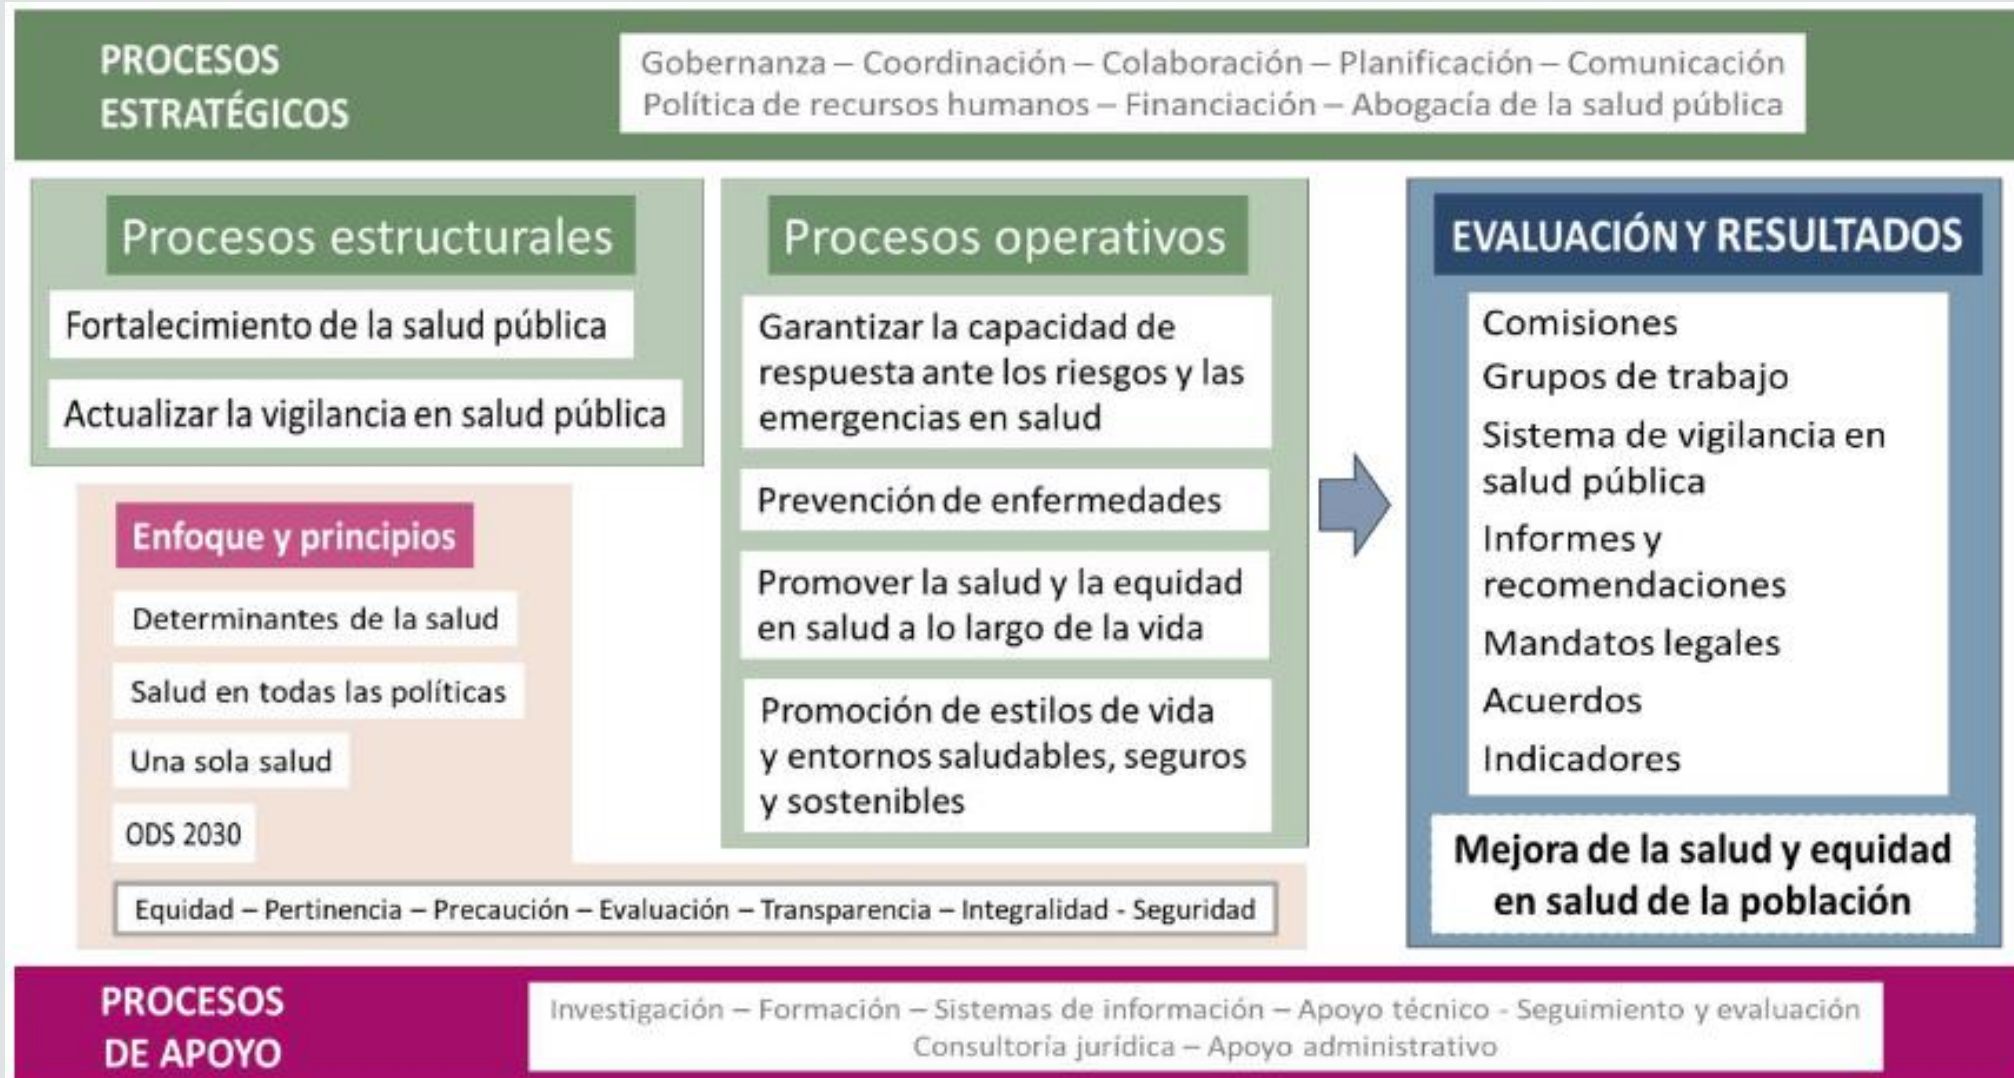 PROCESOS
ESTRATÉGICOS
Gobernanza – Coordinación – Colaboración – Planificación – Comunicación
Política de recursos humanos – Financiación – Abogacía de la salud pública
Procesos estructurales
Fortalecimiento de la salud pública
Actualizar la vigilancia en salud pública
Enfoque y principios
Determinantes de la salud
Salud en todas las políticas
Una sola salud
ODS 2030
Equidad – Pertinencia – Precaución – Evaluación – Transparencia – Integralidad - Seguridad
Procesos operativos
Garantizar la capacidad de
respuesta ante los riesgos y las
emergencias en salud
Prevención de enfermedades
Promover la salud y la equidad
en salud a lo largo de la vida
Promoción de estilos de vida
y entornos saludables, seguros
y sostenibles
EVALUACIÓN Y RESULTADOS
Comisiones
Grupos de trabajo
Sistema de vigilancia en
salud pública
Informes y
recomendaciones
Mandatos legales
Acuerdos
Indicadores
Mejora de la salud y equidad
en salud de la población
PROCESOS
DE APOYO
Investigación – Formación – Sistemas de información – Apoyo técnico - Seguimiento y evaluación
Consultoría jurídica – Apoyo administrativo